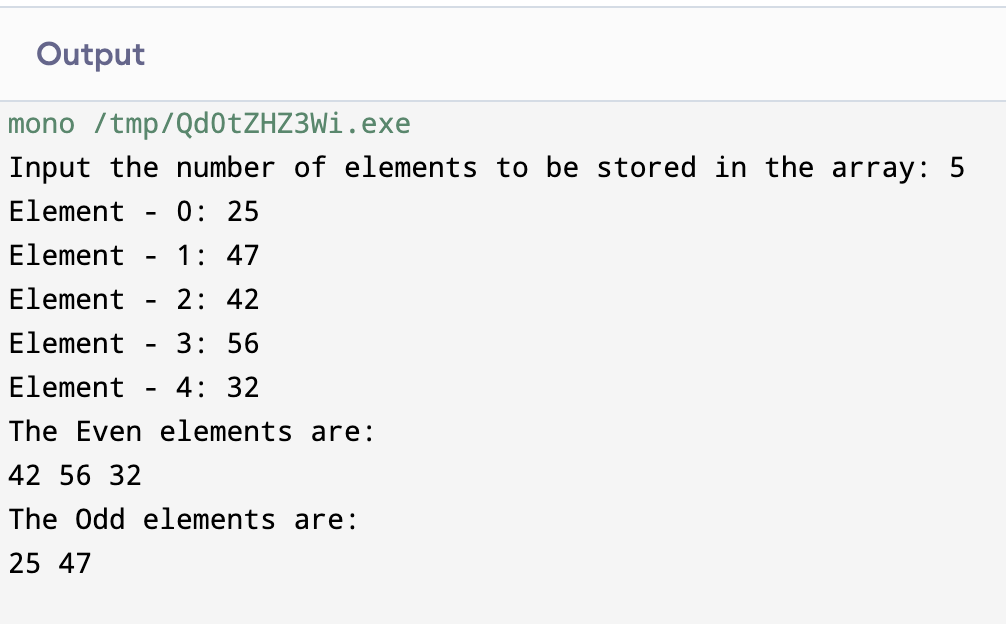 Output
mono /tmp/QdOtZHZ3Wi.exe
Input the number of elements to be stored in the array: 5
Element - 0: 25
Element - 1: 47
Element - 2: 42
Element - 3: 56
Element - 4: 32
The Even elements are:
42 56 32
The Odd elements are:
25 47